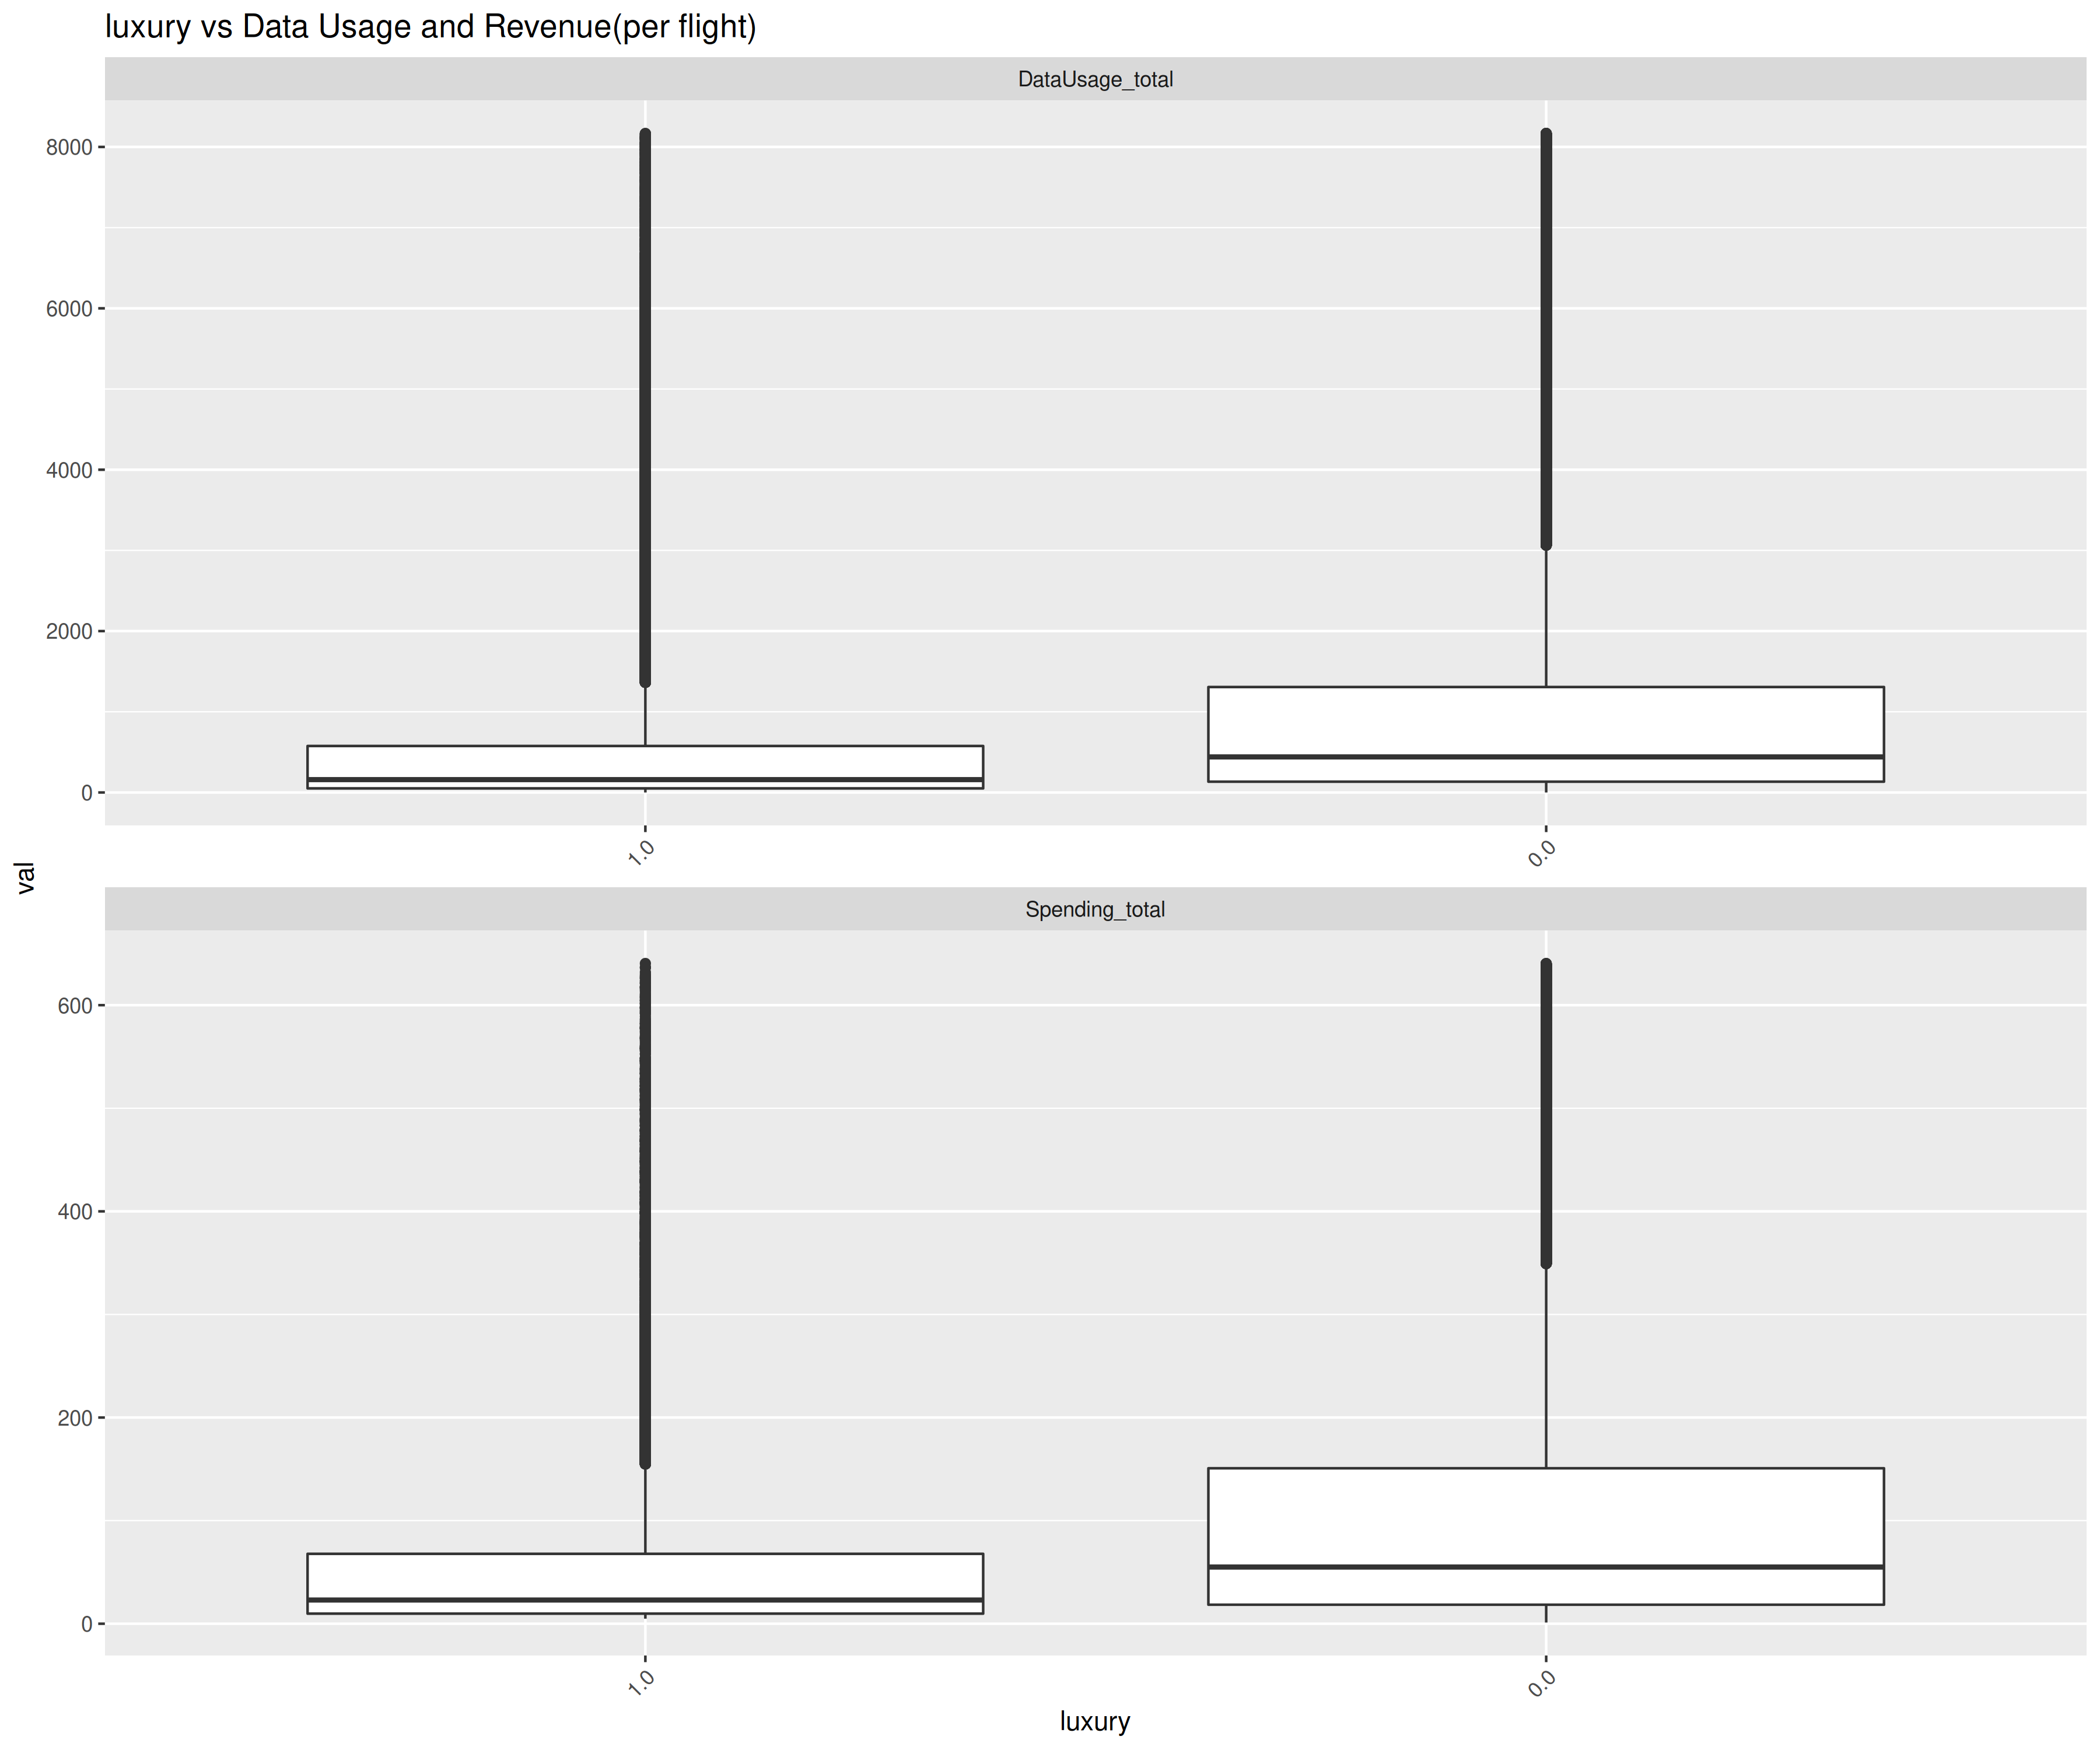 luxury vs Data Usage and Revenue(per flight)
DataUsage_total
8000
6000
4000
2000
0
1.0
0.0
val
Spending_total
600
400
200
0
1.0
0.0
luxury